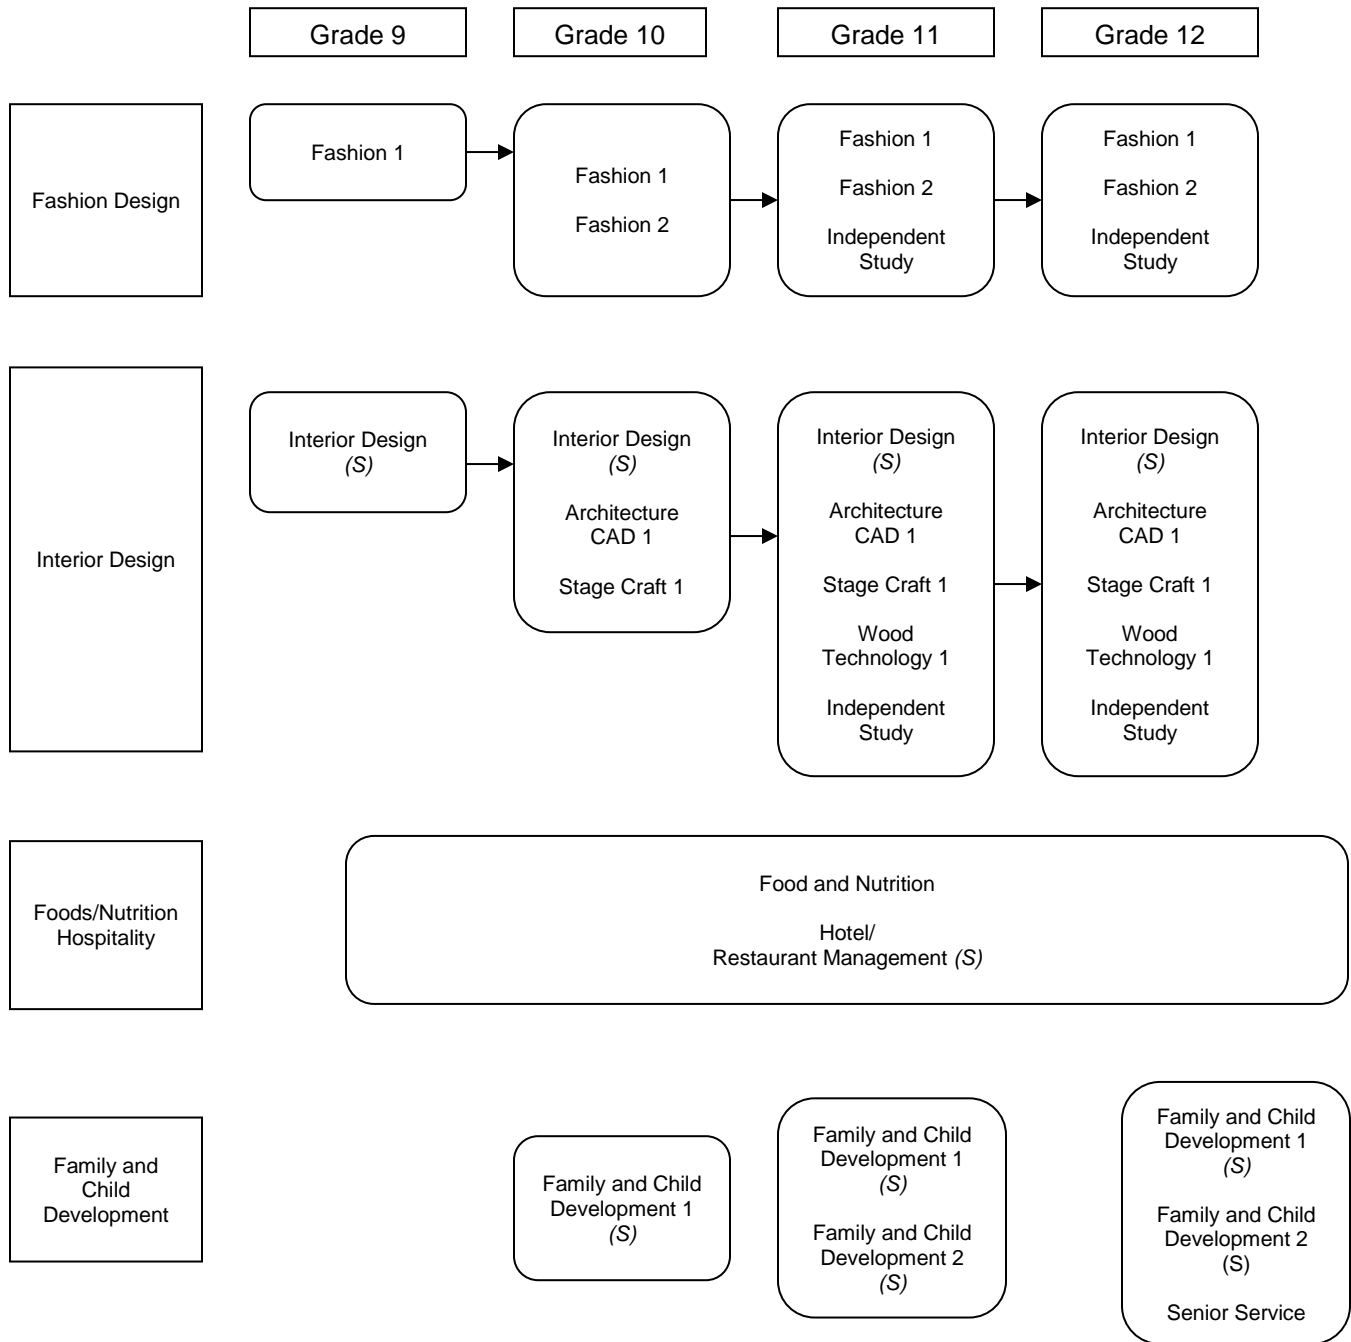 Grade 9
Grade 10
Grade 11
Grade 12
Fashion Design
Fashion 1
Fashion 1
Fashion 2
Fashion 1
Fashion 2
Independent
Study
Fashion 1
Fashion 2
Independent
Study
Interior Design
Interior Design
(S)
Interior Design
(S)
Architecture
CAD 1
Stage Craft 1
Interior Design
(S)
Architecture
CAD 1
Stage Craft 1
Wood
Technology 1
Independent
Study
Interior Design
(S)
Architecture
CAD 1
Stage Craft 1
Wood
Technology 1
Independent
Study
Foods/Nutrition
Hospitality
Food and Nutrition
Hotel/
Restaurant Management (S)
Family and
Child
Development
Family and Child
Development 1
(S)
Family and Child
Development 1
(S)
Family and Child
Development 2
(S)
Family and Child
Development 1
(S)
Family and Child
Development 2
(S)
Senior Service